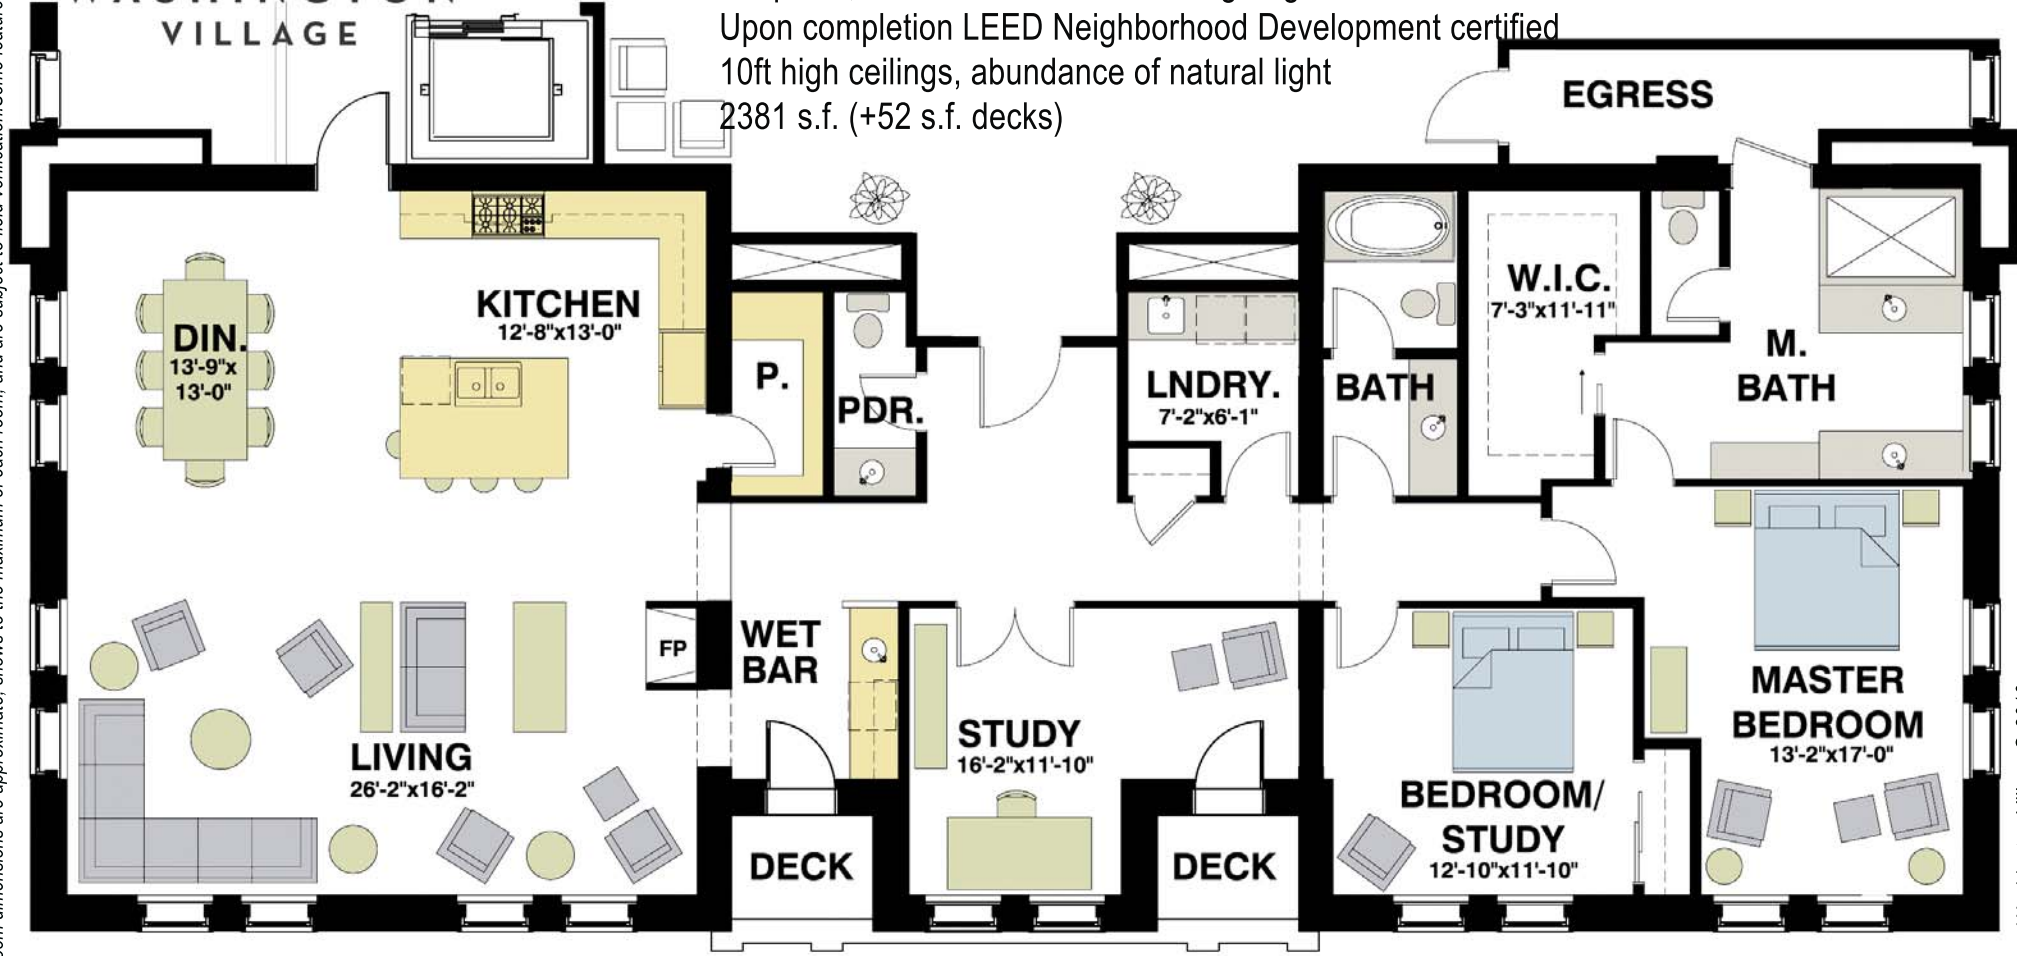 WASHINGTON
VILLAGE
Upon completion LEED Neighborhood Development certified
10ft high ceilings, abundance of natural light
2381 s.f. (+52 s.f. decks)
EGRESS
DIN.
13'-9"x
13'-0"
KITCHEN
12'-8"x13'-0"
P.
PDR.
LNDRY.
7'-2"x6'-1"
BATH
W.I.C.
7'-3"x11'-11"
M.
BATH
LIVING
26'-2"x16'-2"
FP
WET
BAR
STUDY
16'-2"x11'-10"
DECK
DECK
BEDROOM/
STUDY
12'-10"x11'-10"
MASTER
BEDROOM
13'-2"x17'-0"